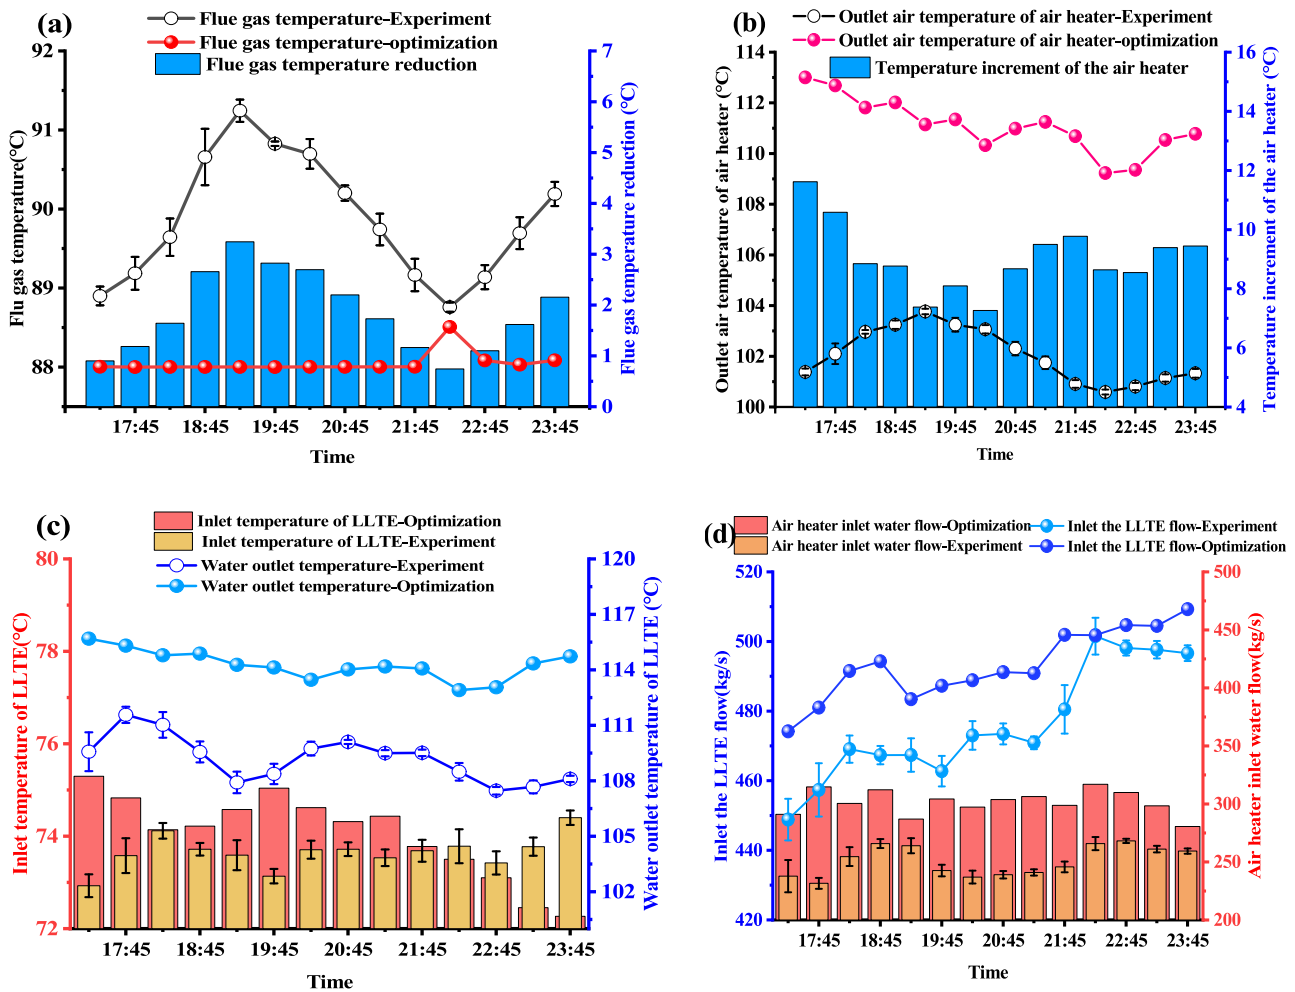 (a)
Flue gas temperature-Experiment
Flue gas temperature-optimization
Flue gas temperature reduction
Flu gas temperature(°C)
92
91
90
89
88
7
6
5
4
3
2
1
0
Flue gas temperature reduction (°C)
17:45 18:45 19:45 20:45 21:45 22:45 23:45
Time
(b)
Outlet air temperature of air heater-Experiment
Outlet air temperature of air heater-optimization
Temperature increment of the air heater
Outlet air temperature of air heater (°C)
114
112
110
108
106
104
102
100
16
14
12
10
8
6
4
Temperature increment of the air heater (°C)
17:45 18:45 19:45 20:45 21:45 22:45 23:45
Time
(c)
Inlet temperature of LLTE-Optimization
Inlet temperature of LLTE-Experiment
Water outlet temperature-Experiment
Water outlet temperature-Optimization
Inlet temperature of LLTE(°C)
80
78
76
74
72
120
117
114
111
108
105
102
Water outlet temperature of LLTE (°C)
17:45 18:45 19:45 20:45 21:45 22:45 23:45
Time
(d)
Air heater inlet water flow-Optimization
Air heater inlet water flow-Experiment
Inlet the LLTE flow-Experiment
Inlet the LLTE flow-Optimization
Inlet the LLTE flow(kg/s)
520
500
480
460
440
420
500
450
400
350
300
250
200
Air heater inlet water flow(kg/s)
17:45 18:45 19:45 20:45 21:45 22:45 23:45
Time